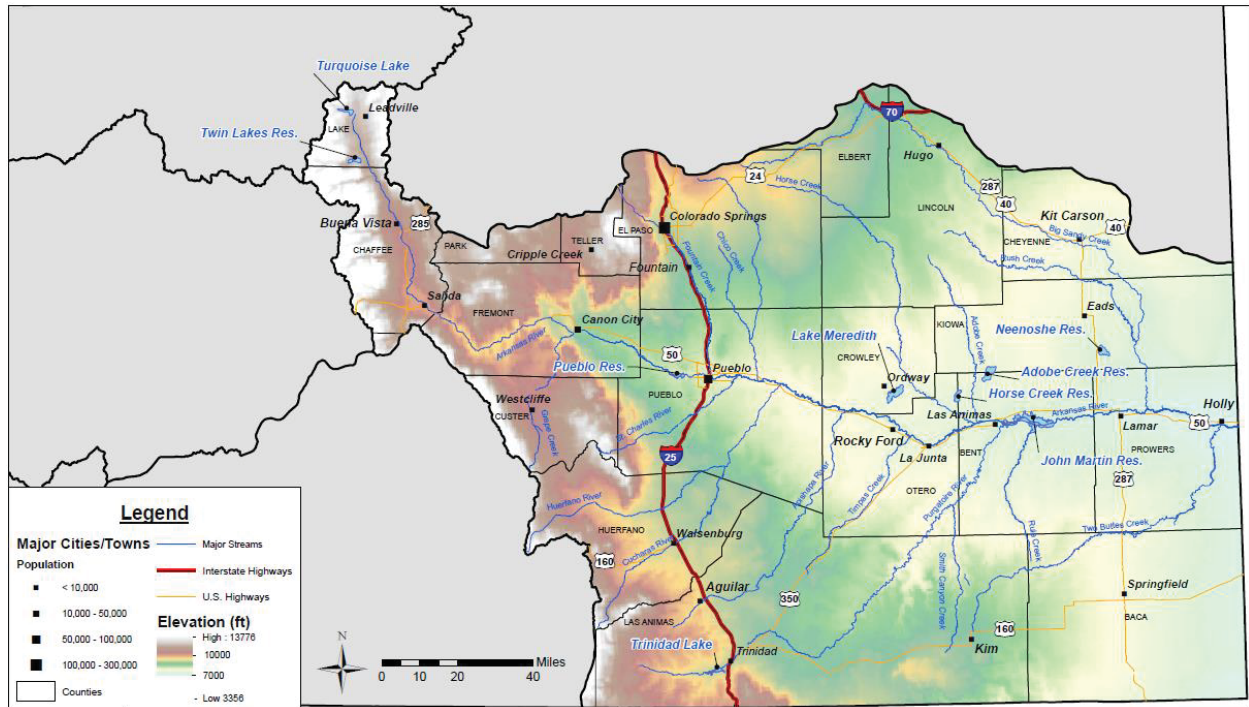 Turquoise Lake
Leadville
LAKE
Twin Lakes Res.
Buena Vista
285
CHAFFEE
PARK
TELLER
Cripple Creek
EL PASO
Colorado Springs
Fountain
Fountain Creek
Chico Creek
24
Horse Creek
ELBERT
70
Hugo
LINCOLN
287
40
Kit Carson
40
Big Sandy Creek
CHEYENNE
Rush Creek
Salida
FREMONT
Arkansas River
Canon City
50
Pueblo Res.
Pueblo
PUEBLO
Lake Meredith
CROWLEY
Ordway
KIOWA
Adobe Creek
Eads
Neenoshe Res.
Adobe Creek Res.
Horse Creek Res.
Westcliffe
CUSTER
Grape Creek
St. Charles River
25
Rocky Ford
La Junta
Las Animas
BENT
Arkansas River
Lamar
Holly
50
PROWERS
John Martin Res.
287
OTERO
Apishapa River
Timpas Creek
Purgatoire River
Rule Creek
Two Buttes Creek
Smith Canyon Creek
Huerfano River
HUERFANO
160
Cucharas River
Walsenburg
Aguilar
LAS ANIMAS
350
Trinidad Lake
Trinidad
160
Kim
Springfield
BACA
Legend
Major Cities/Towns
Population
< 10,000
10,000 - 50,000
50,000 - 100,000
100,000 - 300,000
Counties
Major Streams
Interstate Highways
U.S. Highways
Elevation (ft)
High : 13776
10000
7000
Low 3356
N
0 10 20 40 Miles